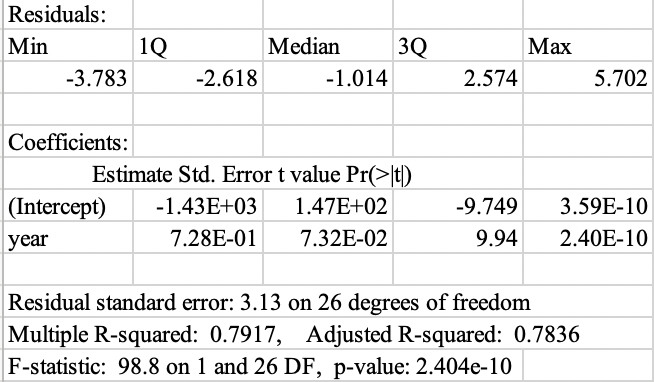 Residuals:
Min 1Q Median 3Q Max
-3.783 -2.618 -1.014 2.574 5.702
Coefficients:
Estimate Std. Error t value Pr(>|t|)
(Intercept) -1.43E+03 1.47E+02 -9.749 3.59E-10
year 7.28E-01 7.32E-02 9.94 2.40E-10
Residual standard error: 3.13 on 26 degrees of freedom
Multiple R-squared: 0.7917, Adjusted R-squared: 0.7836
F-statistic: 98.8 on 1 and 26 DF, p-value: 2.404e-10